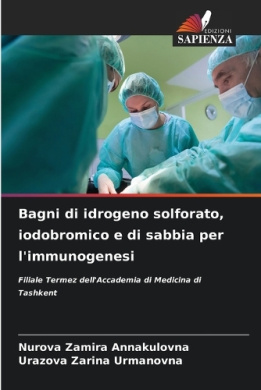 EDIZIONI
SAPIENZA
Bagni di idrogeno solforato,
iodobromico e di sabbia per
l'immunogenesi
Filiale Termez dell'Accademia di Medicina di
Tashkent
Nurova Zamira Annakulovna
Urazova Zarina Urmanovna